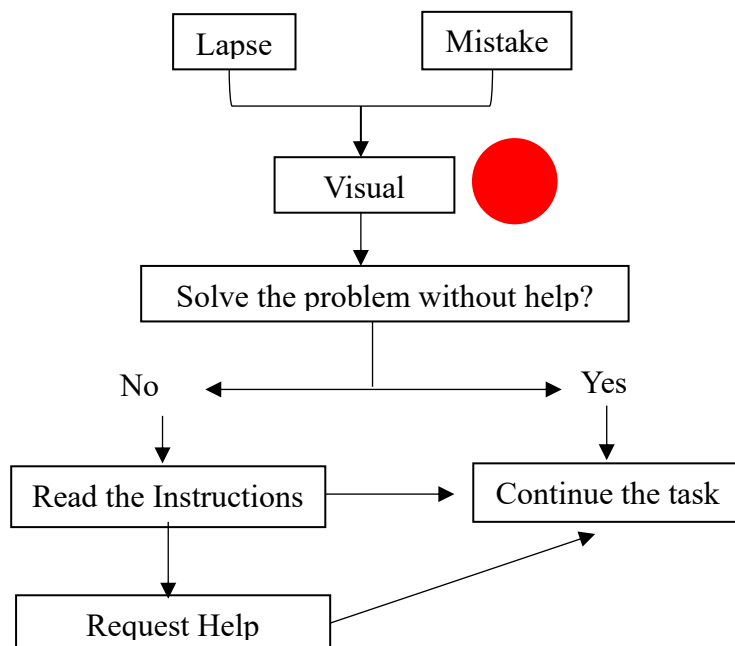 Lapse
Mistake
Visual
Solve the problem without help?
No
Yes
Read the Instructions
Continue the task
Request Help